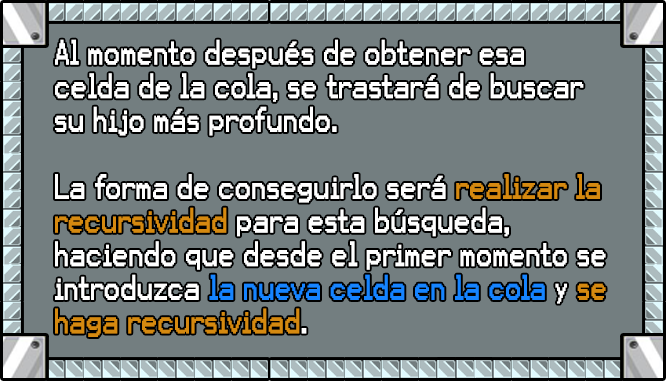 Al momento después de obtener esa
celda de la cola, se trastará de buscar
su hijo más profundo.
La forma de conseguirlo será realizar la
recursividad para esta búsqueda,
haciendo que desde el primer momento se
introduzca la nueva celda en la cola y se
haga recursividad.